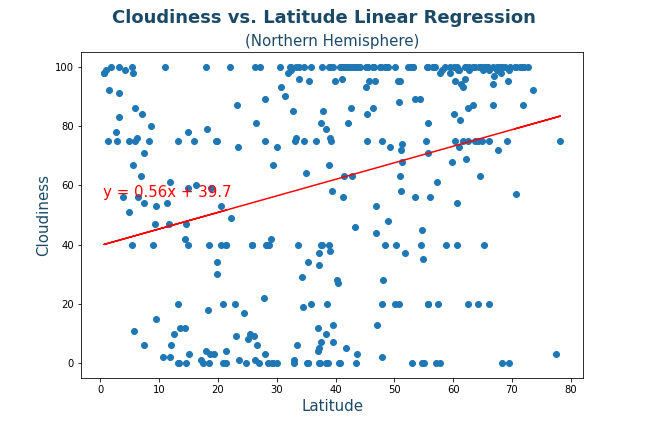 Cloudiness vs. Latitude Linear Regression
(Northern Hemisphere)
100
80
60
40
20
0
Cloudiness
y = 0.56x + 39.7
0 10 20 30 40 50 60 70 80
Latitude